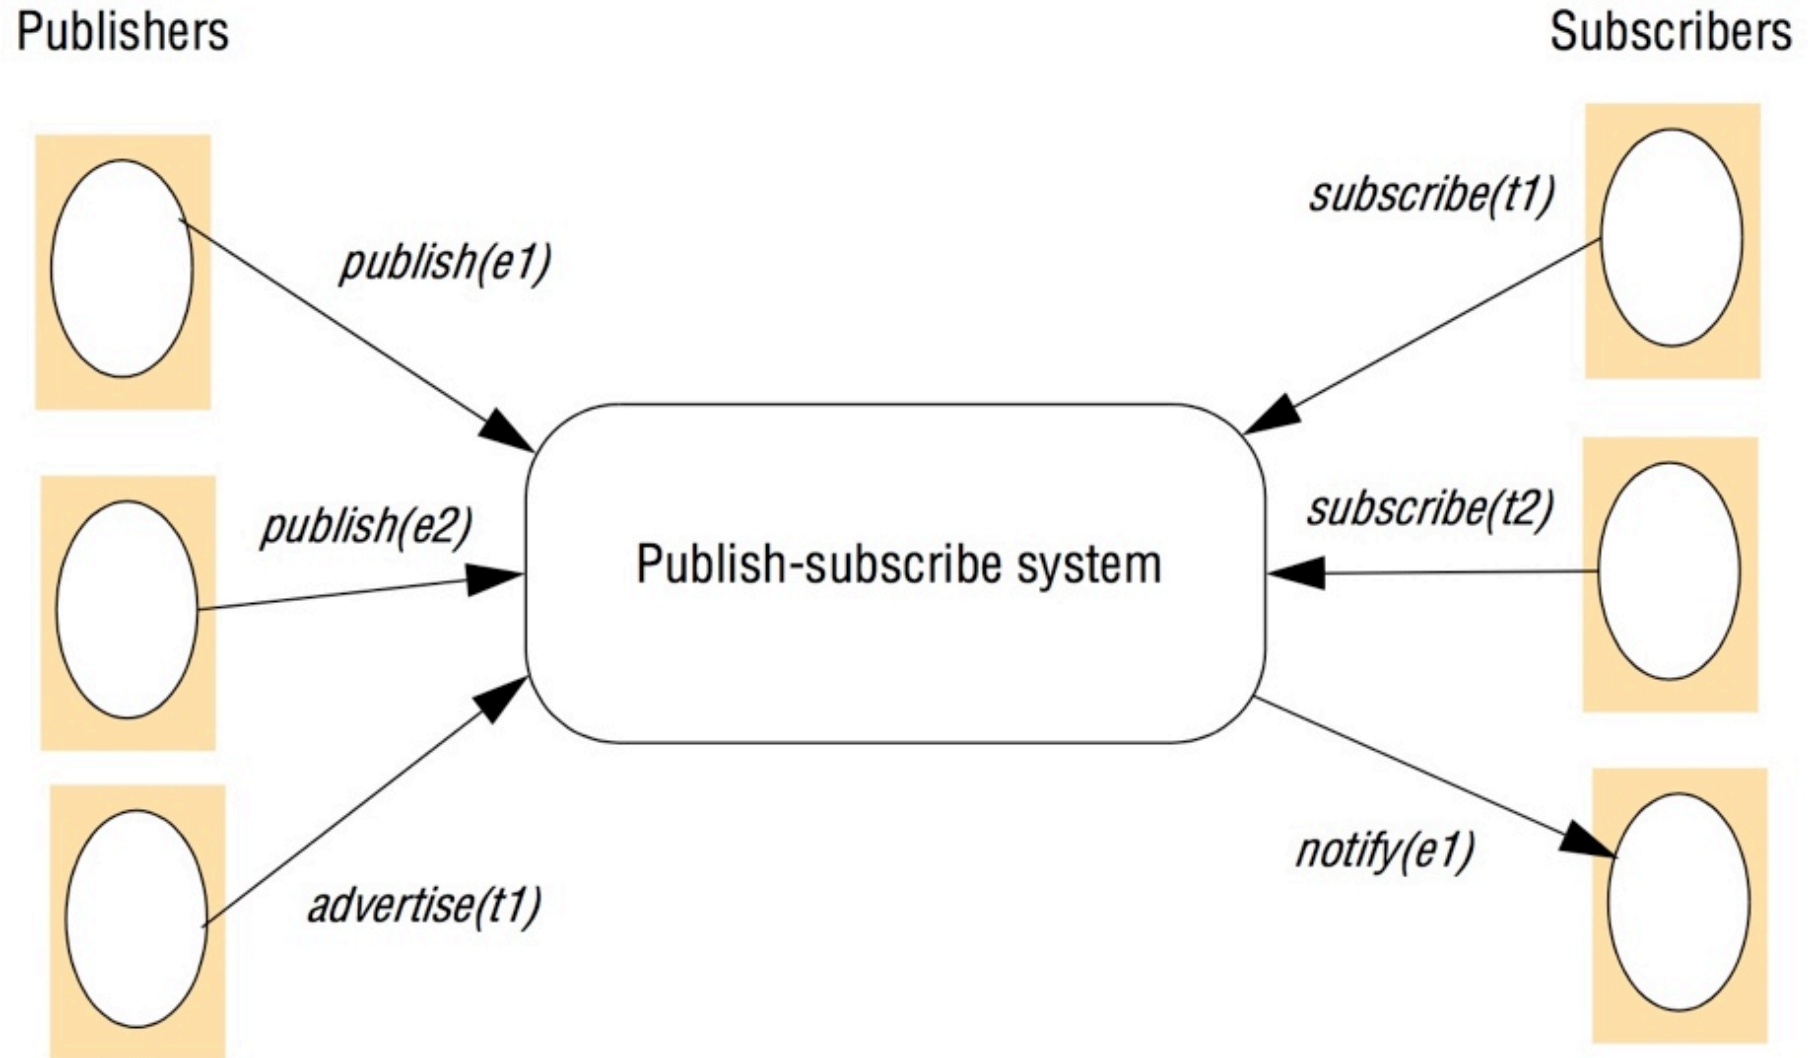 Publishers
Subscribers
subscribe(t1)
publish(e1)
subscribe(t2)
publish(e2)
Publish-subscribe system
notify(e1)
advertise(t1)